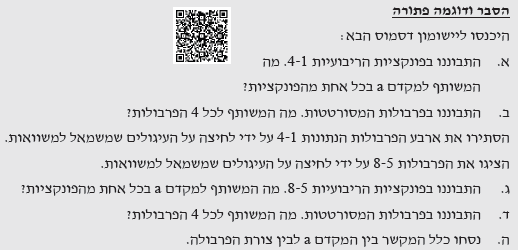 הסבר ודוגמה פתורה
היכנסו ליישומון דסמוס הבא:
א. התבוננו בפונקציות הריבועיות 4-1. מה
המשותף למקדם a בכל אחת מהפונקציות?
ב. התבוננו בפרבולות המסורטטות. מה המשותף לכל 4 הפרבולות?
הסתירו את ארבע הפרבולות הנתונות 4-1 על ידי לחיצה על העיגולים שמשמאל למשוואות.
הציגו את הפרבולות 8-5 על ידי לחיצה על העיגולים שמשמאל למשוואות.
ג. התבוננו בפונקציות הריבועיות 8-5. מה המשותף למקדם a בכל אחת מהפונקציות?
ד. התבוננו בפרבולות המסורטטות. מה המשותף לכל 4 הפרבולות?
ה. נסחו כלל המקשר בין המקדם a לבין צורת הפרבולה.